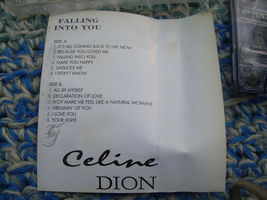 FALLING
INTO YOU
SIDE A:
1. IT'S ALL COMING BACK TO ME NOW
2. BECAUSE YOU LOVED ME
3. FALLING INTO YOU
4. MAKE YOU HAPPY
5. SADUCES ME
6. I DON'T KNOW
SIDE B:
1. ALL BY MYSELF
2. DECLARATION OF LOVE
3. (YOY MAKE ME FEEL LIKE A NATURAL WOMAN)
4. DREAMIN' OF YOU
5. I LOVE YOU
6. YOUR LIGHT
Celine
DION